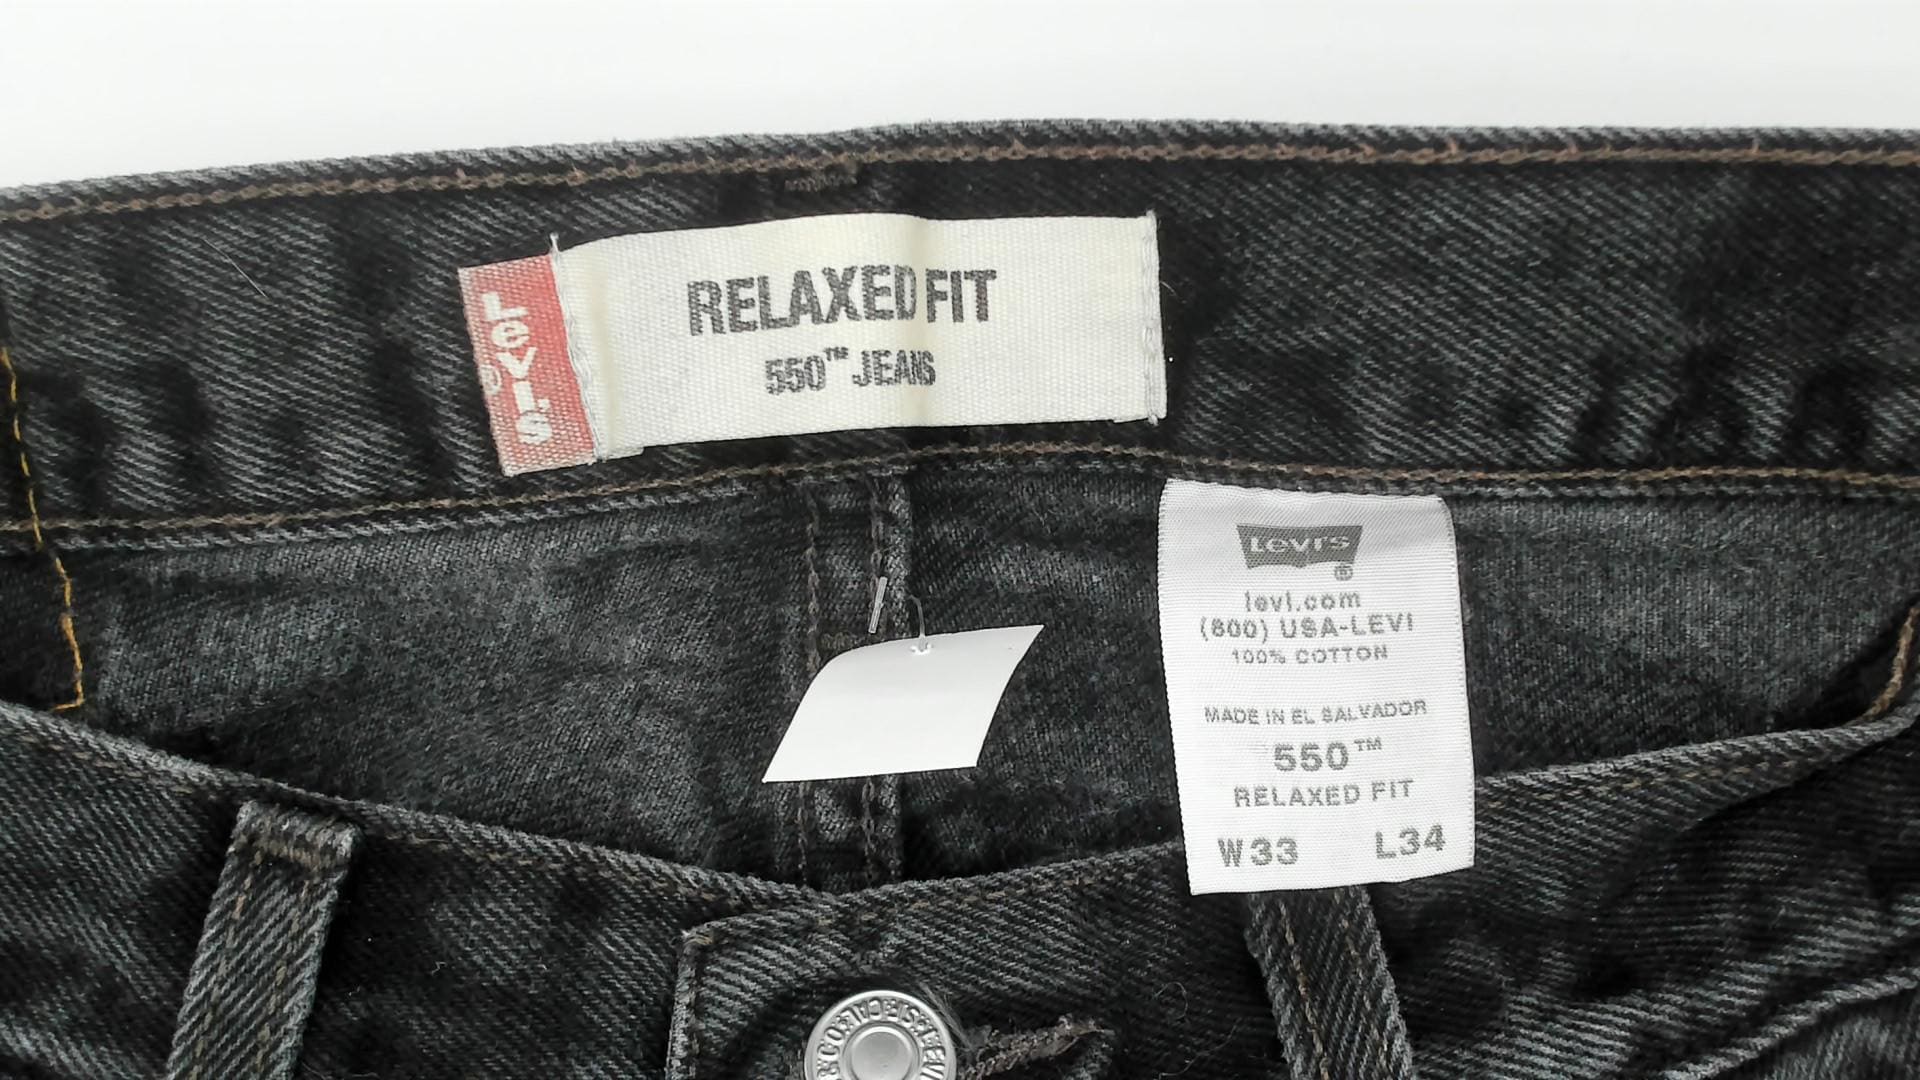 Levi's
RELAXED FIT
550™ JEANS
Levi's
®
levi.com
(800) USA-LEVI
100% COTTON
MADE IN EL SALVADOR
550™
RELAXED FIT
W33 L34